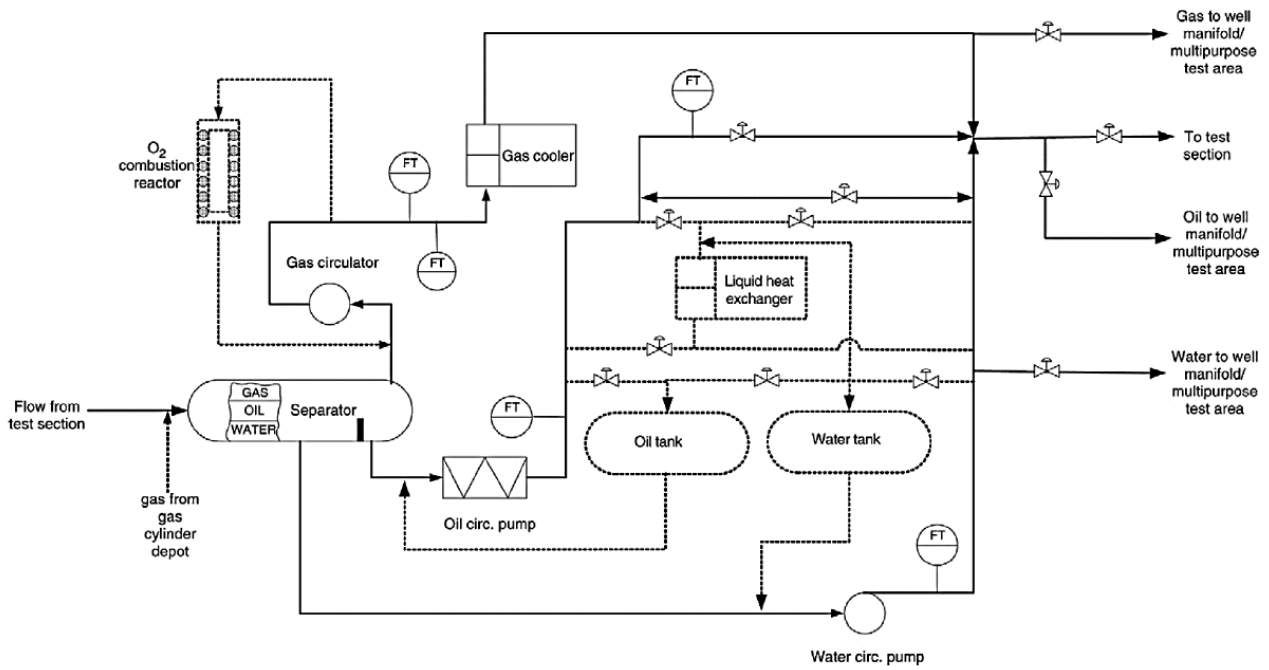 Gas to well
manifold/
multipurpose
test area
FT
O2
combustion
reactor
Gas cooler
FT
To test
section
FT
Gas circulator
Liquid heat
exchanger
Oil to well
manifold/
multipurpose
test area
GAS
OIL
WATER
Separator
Flow from
test section
FT
Oil tank
Water tank
Water to well
manifold/
multipurpose
test area
gas from
gas
cylinder
depot
Oil circ. pump
FT
Water circ. pump